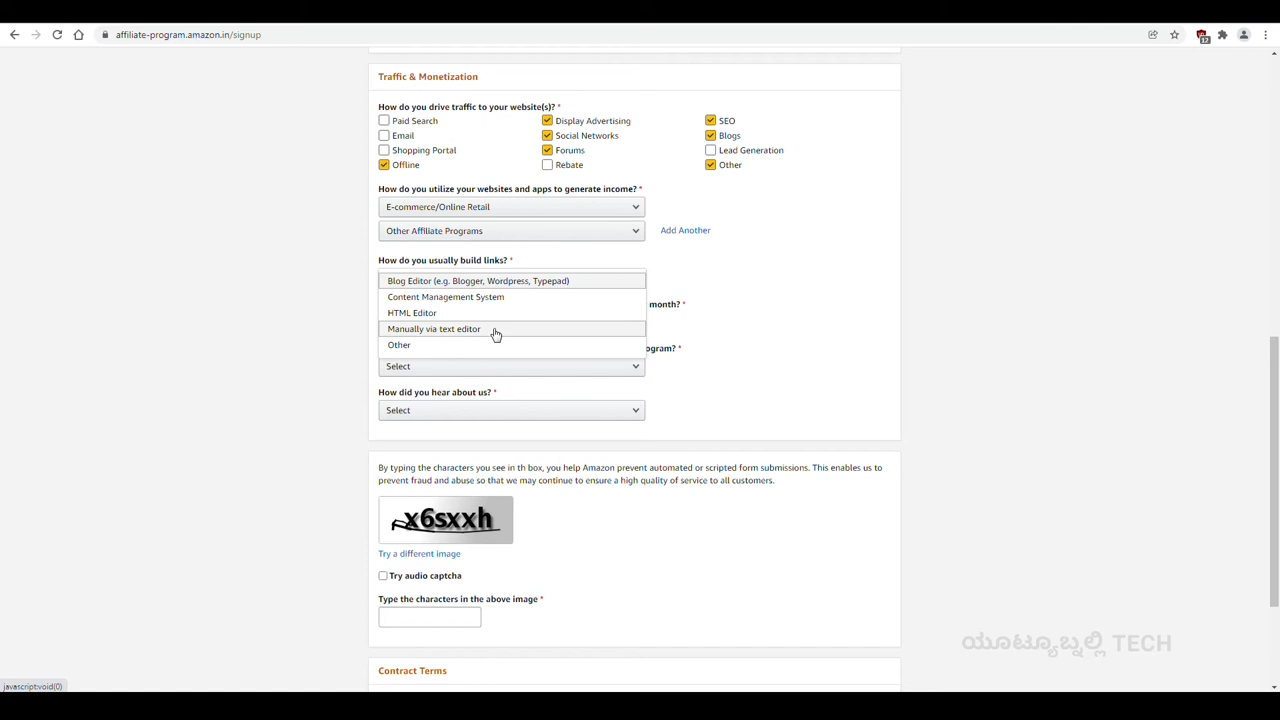 affiliate-program.amazon.in/signup
12
Traffic & Monetization
How do you drive traffic to your website(s)? *
Paid Search
Display Advertising
SEO
Email
Social Networks
Blogs
Shopping Portal
Forums
Lead Generation
Offline
Rebate
Other
How do you utilize your websites and apps to generate income? *
E-commerce/Online Retail
Other Affiliate Programs
Add Another
How do you usually build links? *
Blog Editor (e.g. Blogger, Wordpress, Typepad)
Content Management System
month? *
HTML Editor
Manually via text editor
Other
ogram? *
Select
How did you hear about us? *
Select
By typing the characters you see in th box, you help Amazon prevent automated or scripted form submissions. This enables us to
prevent fraud and abuse so that we may continue to ensure a high quality of service to all customers.
x6sxxh
Try a different image
Try audio captcha
Type the characters in the above image *
ಯೂಟ್ಯೂಬ್ನಲ್ಲಿ TECH
Contract Terms
javascript:void(0)